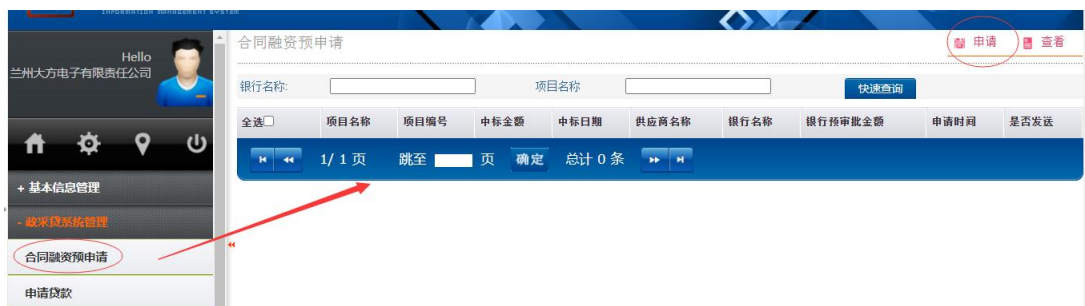 INFORMATION MANAGEMENT SYSTEM
Hello
兰州大方电子有限责任公司
合同融资预申请
申请 查看
银行名称: 项目名称 快速查询
全选 项目名称 项目编号 中标金额 中标日期 供应商名称 银行名称 银行预审批金额 申请时间 是否发送
1/ 1 页 跳至 页 确定 总计 0 条
+ 基本信息管理
- 政采贷系统管理
合同融资预申请
申请贷款